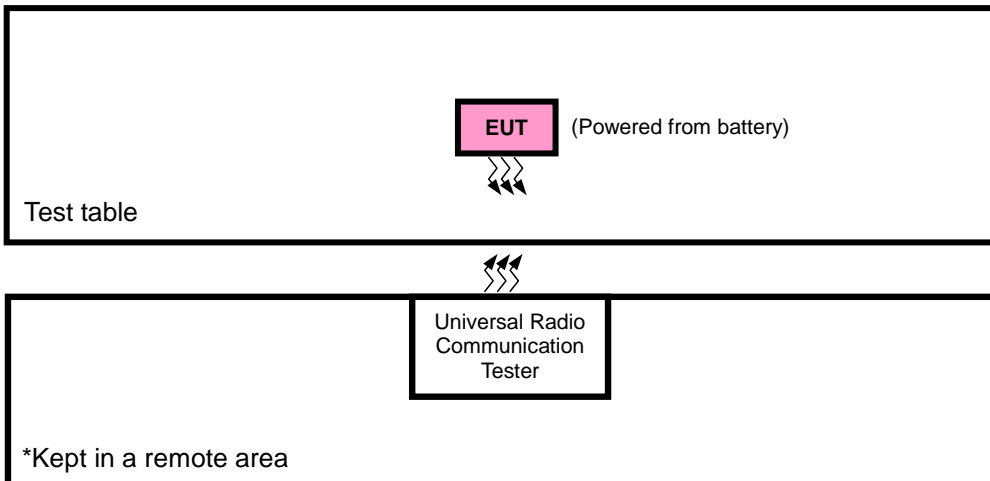 EUT
(Powered from battery)
Test table
Universal Radio
Communication
Tester
*Kept in a remote area